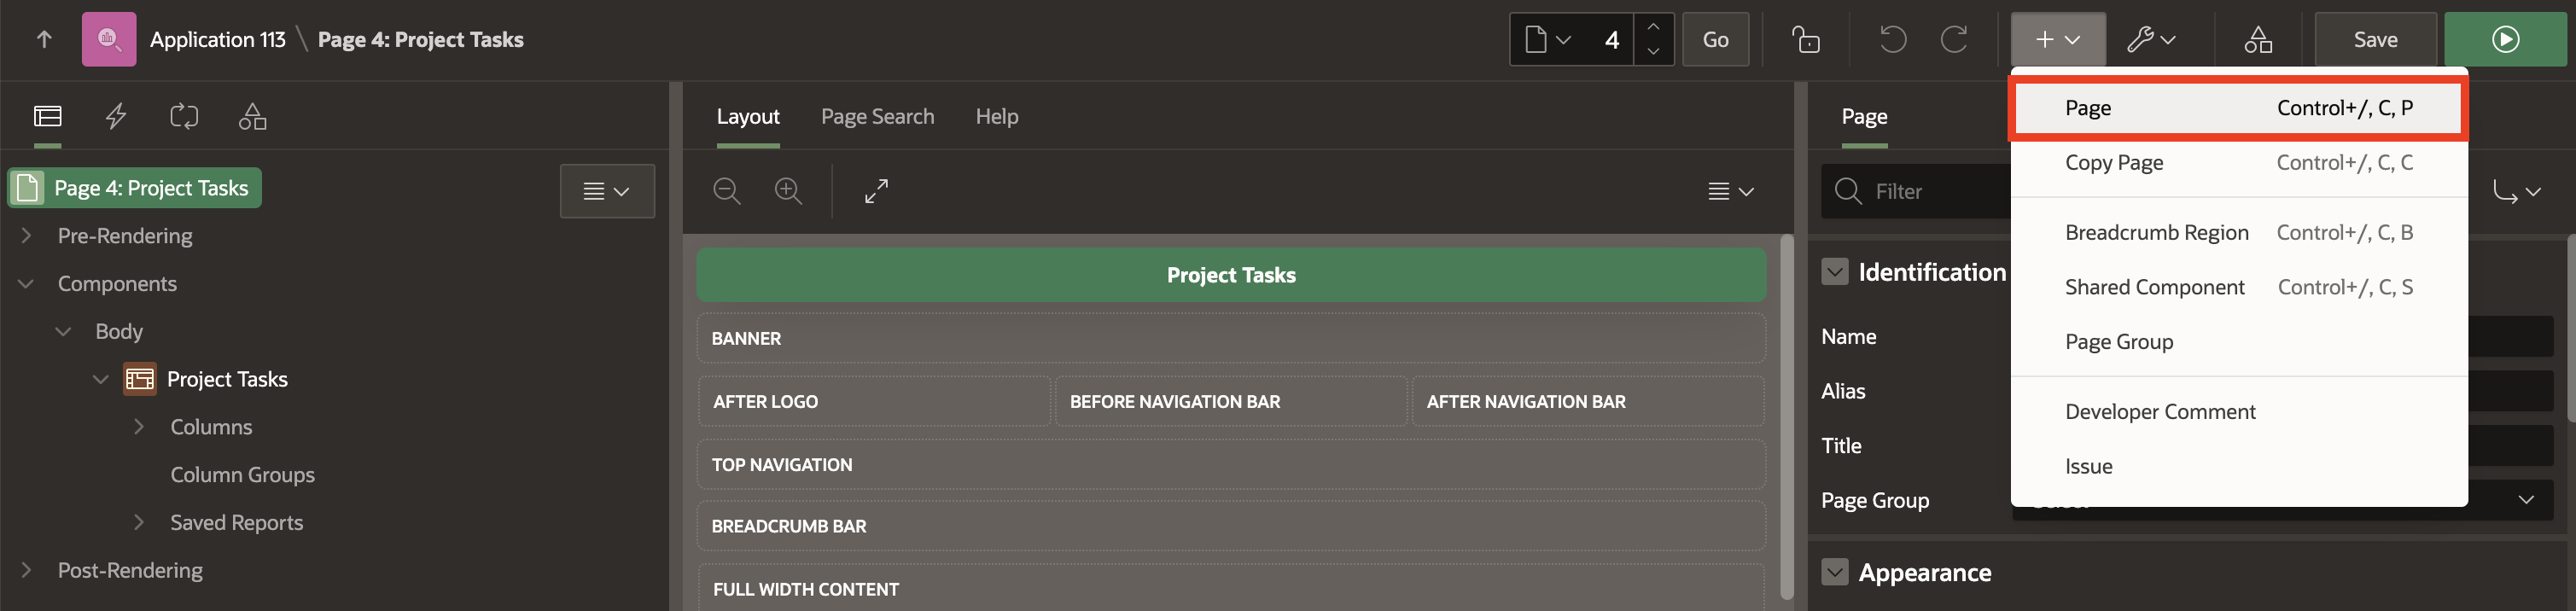 Application 113 \ Page 4: Project Tasks
4
Go
Save
Page 4: Project Tasks
Pre-Rendering
Components
Body
Project Tasks
Columns
Column Groups
Saved Reports
Post-Rendering
Layout Page Search Help
Project Tasks
BANNER
AFTER LOGO BEFORE NAVIGATION BAR AFTER NAVIGATION BAR
TOP NAVIGATION
BREADCRUMB BAR
FULL WIDTH CONTENT
Page
Filter
Identification
Name
Alias
Title
Page Group
Appearance
Page Control+/, C, P
Copy Page Control+/, C, C
Breadcrumb Region Control+/, C, B
Shared Component Control+/, C, S
Page Group
Developer Comment
Issue